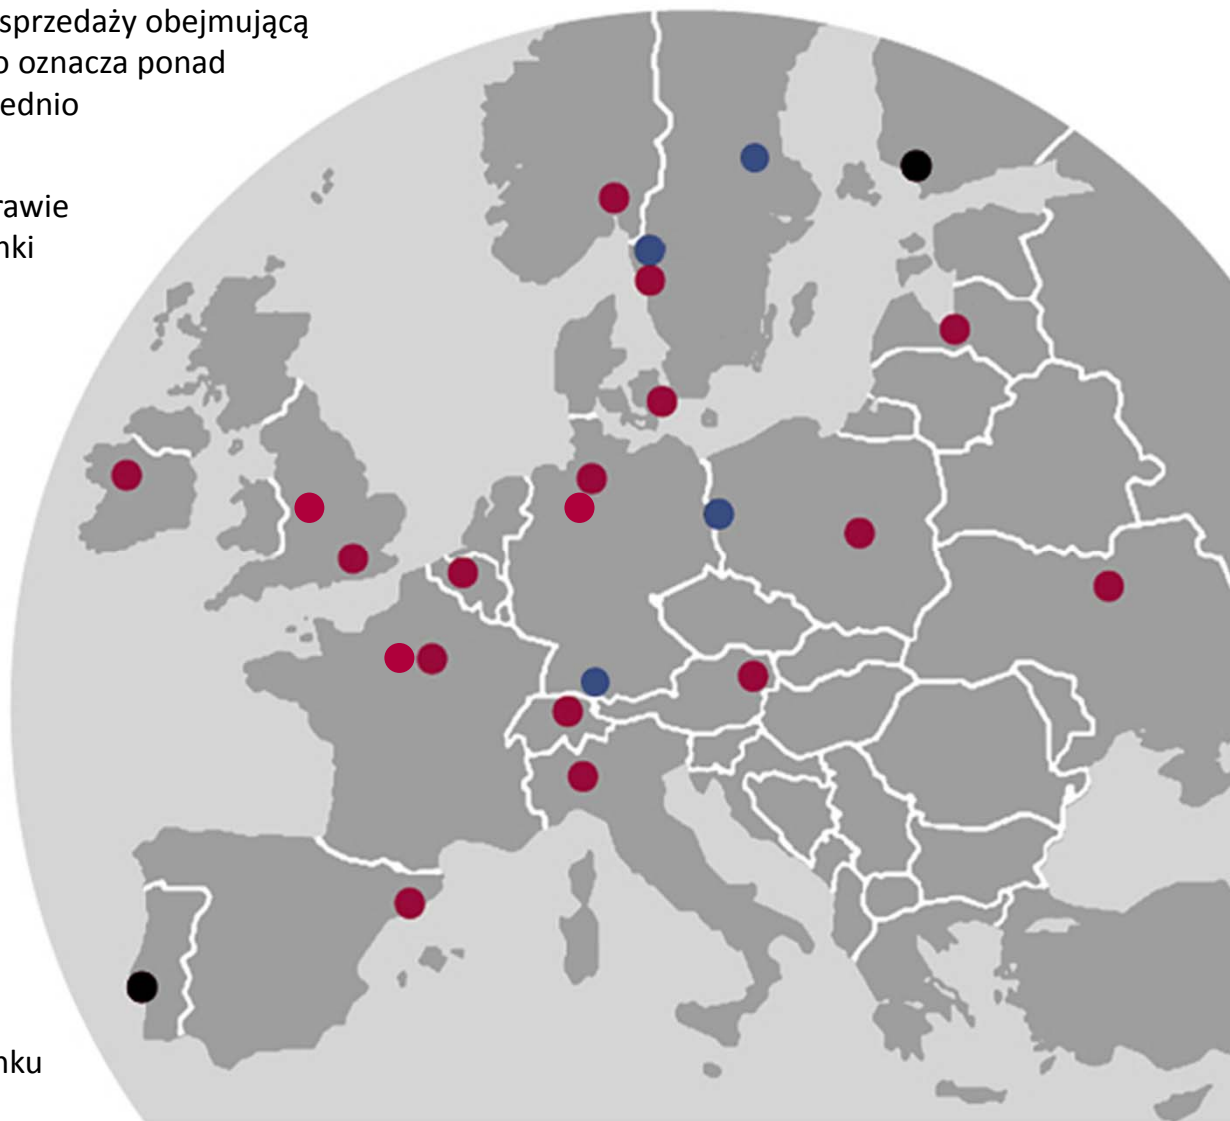 sprzedaży obejmującą
o oznacza ponad
ednio
rawie
nki
nku